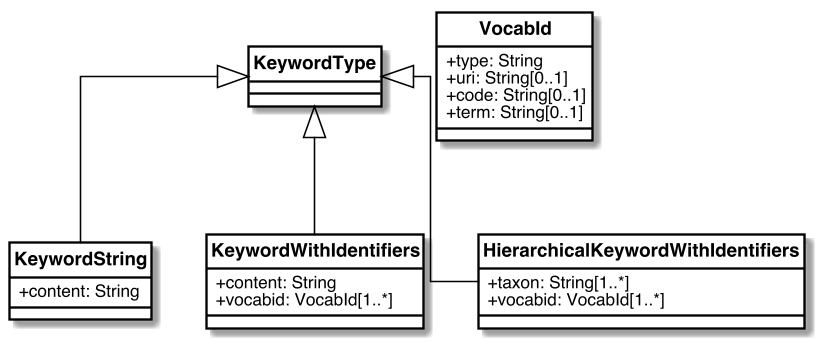 VocabId
+type: String
+uri: String[0..1]
+code: String[0..1]
+term: String[0..1]
KeywordType
KeywordString
+content: String
KeywordWithIdentifiers
+content: String
+vocabid: VocabId[1..*]
HierarchicalKeywordWithIdentifiers
+taxon: String[1..*]
+vocabid: VocabId[1..*]